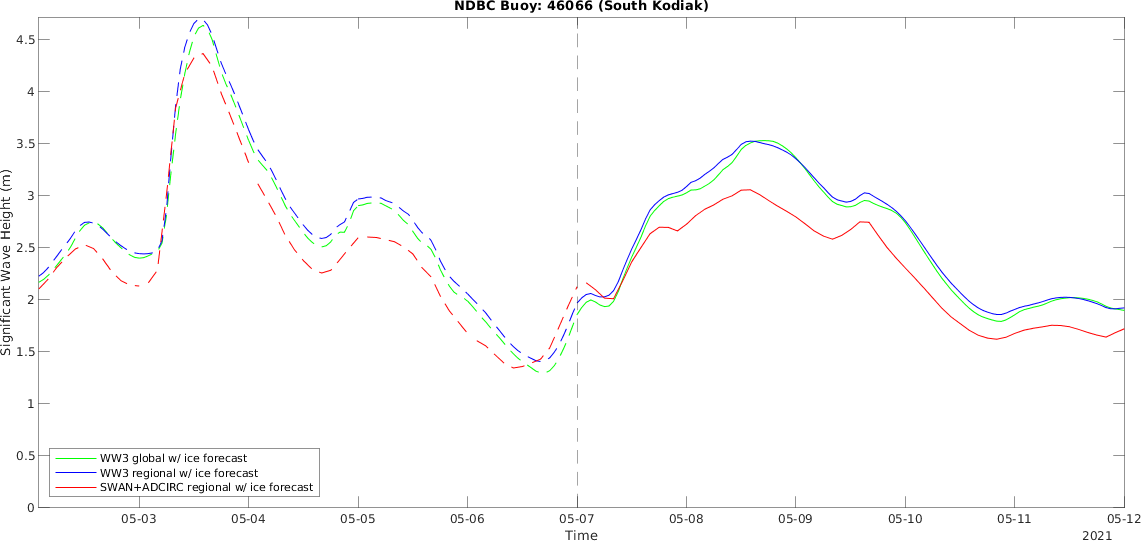 NDBC Buoy: 46066 (South Kodiak)
Significant Wave Height (m)
4.5
4
3.5
3
2.5
2
1.5
1
0.5
0
WW3 global w/ ice forecast
WW3 regional w/ ice forecast
SWAN+ADCIRC regional w/ ice forecast
05-03 05-04 05-05 05-06 05-07 05-08 05-09 05-10 05-11 05-12
Time
2021